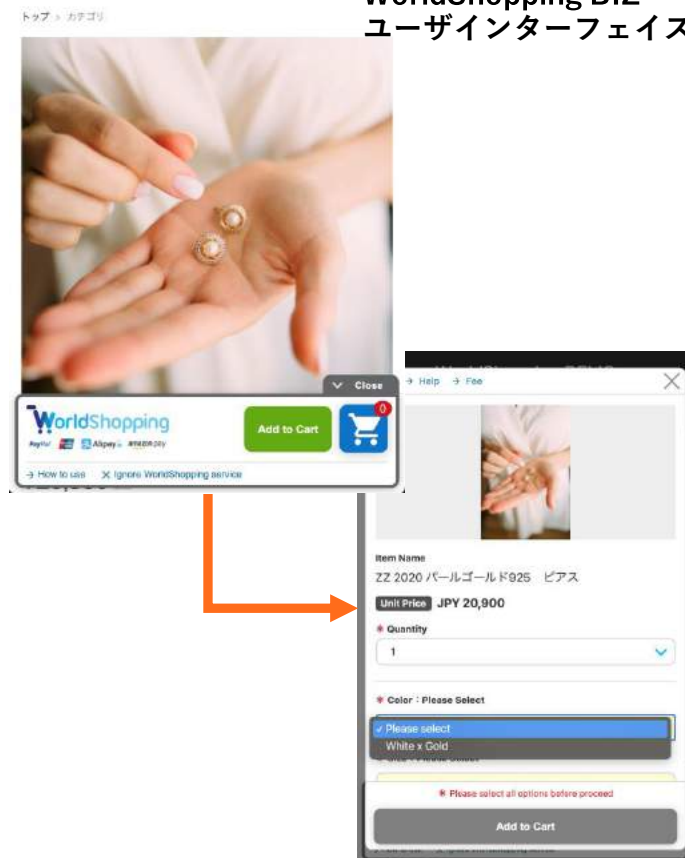 WorldShopping BIZ
ユーザインターフェイス
トップ > カテゴリ
Close
WorldShopping
PayPal Alipay amazon pay
Add to Cart
0
→ How to use × Ignore WorldShopping service
→ Help → Fee
Item Name
ZZ 2020 パールゴールド925 ピアス
Unit Price JPY 20,900
* Quantity
1
* Color : Please Select
✓ Please select
White x Gold
* Size : Please Select
* Please select all options before proceed
Add to Cart